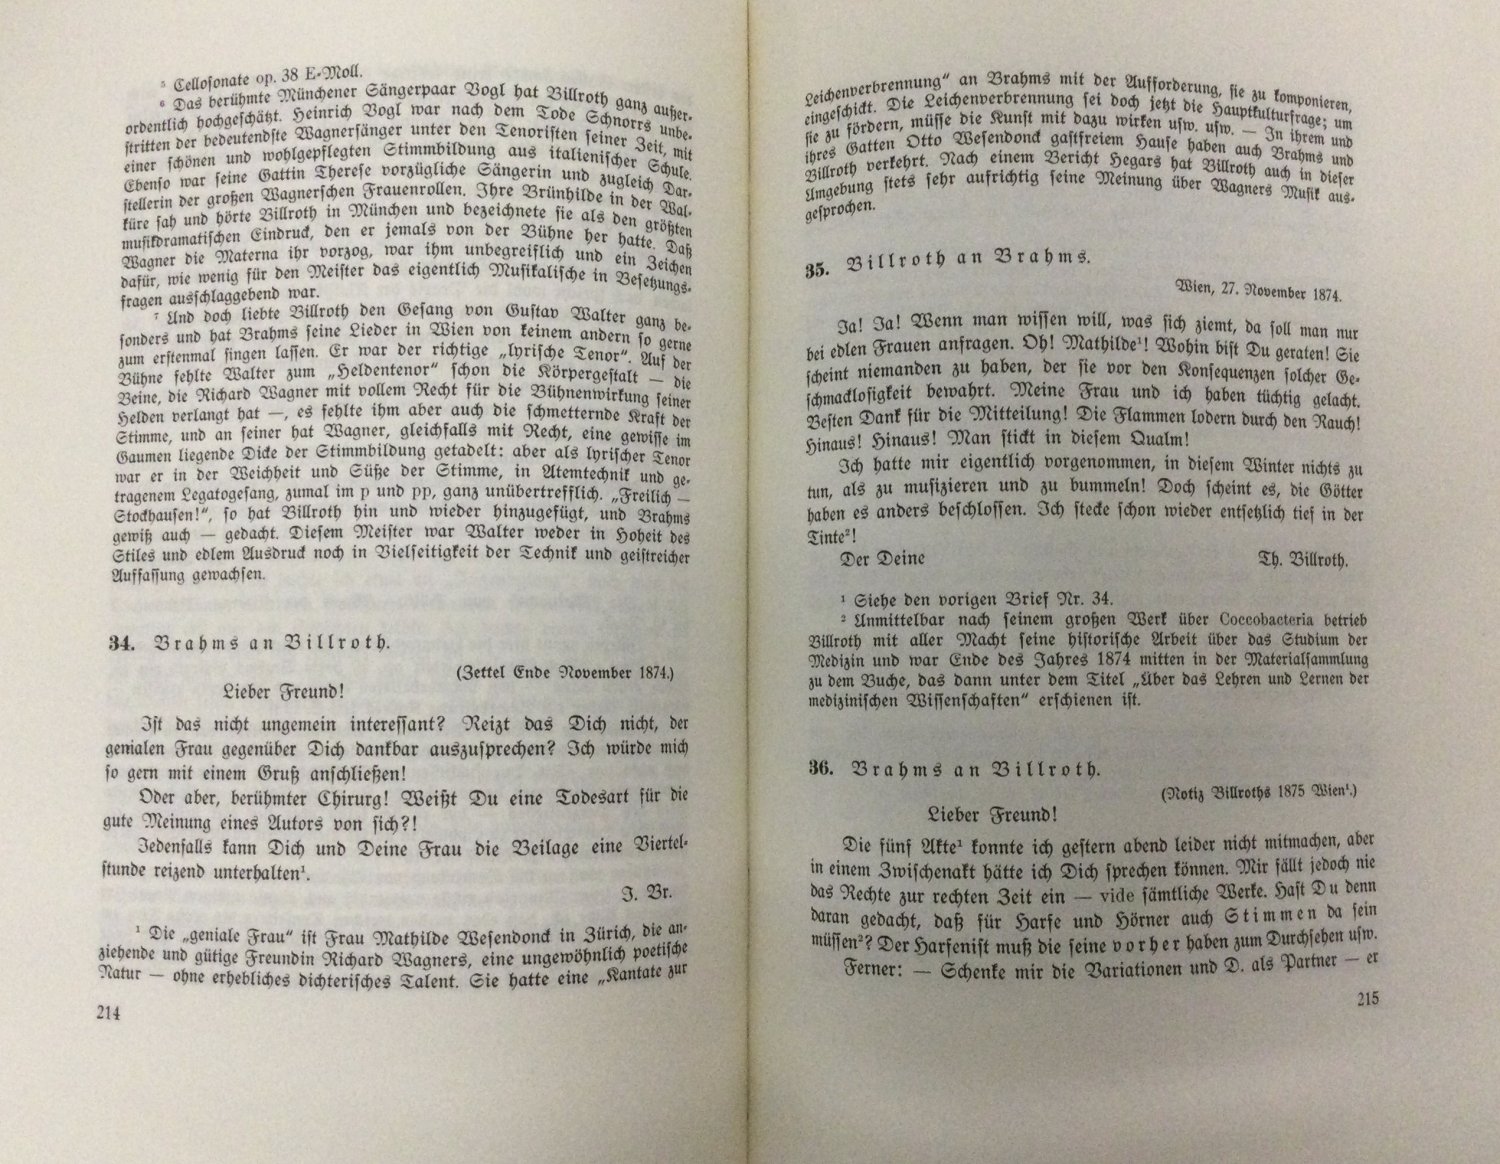 ⁵ Cellosonate op. 38 E-Moll.
⁶ Das berühmte Münchener Sängerpaar Vogl hat Billroth ganz außer-
ordentlich hochgeschätzt. Heinrich Vogl war nach dem Tode Schnorrs unbe-
stritten der bedeutendste Wagnersänger unter den Tenoristen seiner Zeit, mit
einer schönen und wohlgepflegten Stimmbildung aus italienischer Schule.
Ebenso war seine Gattin Therese vorzügliche Sängerin und zugleich Dar-
stellerin der großen Wagnerschen Frauenrollen. Ihre Brünhilde in der Wal-
küre sah und hörte Billroth in München und bezeichnete sie als den größten
musikdramatischen Eindruck, den er jemals von der Bühne her hatte. Daß
Wagner die Materna ihr vorzog, war ihm unbegreiflich und ein Zeichen
dafür, wie wenig für den Meister das eigentlich Musikalische in Besetzungs-
fragen ausschlaggebend war.
⁷ Und doch liebte Billroth den Gesang von Gustav Walter ganz be-
sonders und hat Brahms seine Lieder in Wien von keinem andern so gerne
zum erstenmal singen lassen. Er war der richtige „lyrische Tenor“. Auf der
Bühne fehlte Walter zum „Heldentenor“ schon die Körpergestalt — die
Beine, die Richard Wagner mit vollem Recht für die Bühnenwirkung seiner
Helden verlangt hat —, es fehlte ihm aber auch die schmetternde Kraft der
Stimme, und an seiner hat Wagner, gleichfalls mit Recht, eine gewisse im
Gaumen liegende Dicke der Stimmbildung getadelt: aber als lyrischer Tenor
war er in der Weichheit und Süße der Stimme, in Atemtechnik und ge-
tragenem Legatogesang, zumal im p und pp, ganz unübertrefflich. „Freilich —
Stockhausen!“, so hat Billroth hin und wieder hinzugefügt, und Brahms
gewiß auch — gedacht. Diesem Meister war Walter weder in Hoheit des
Stiles und edlem Ausdruck noch in Vielseitigkeit der Technik und geistreicher
Auffassung gewachsen.
34. Brahms an Billroth.
(Zettel Ende November 1874.)
Lieber Freund!
Ist das nicht ungemein interessant? Reizt das Dich nicht, der
genialen Frau gegenüber Dich dankbar auszusprechen? Ich würde mich
so gern mit einem Gruß anschließen!
Oder aber, berühmter Chirurg! Weißt Du eine Todesart für die
gute Meinung eines Autors von sich?!
Jedenfalls kann Dich und Deine Frau die Beilage eine Viertel-
stunde reizend unterhalten¹.
J. Br.
¹ Die „geniale Frau“ ist Frau Mathilde Wesendonck in Zürich, die an-
ziehende und gütige Freundin Richard Wagners, eine ungewöhnlich poetische
Natur — ohne erhebliches dichterisches Talent. Sie hatte eine „Kantate zur
214
Leichenverbrennung“ an Brahms mit der Aufforderung, sie zu komponieren,
eingeschickt. Die Leichenverbrennung sei doch jetzt die Hauptkulturfrage; um
sie zu fördern, müsse die Kunst mit dazu wirken usw. usw. — In ihrem und
ihres Gatten Otto Wesendonck gastfreiem Hause haben auch Brahms und
Billroth verkehrt. Nach einem Bericht Hegars hat Billroth auch in dieser
Umgebung stets sehr aufrichtig seine Meinung über Wagners Musik aus-
gesprochen.
35. Billroth an Brahms.
Wien, 27. November 1874.
Ja! Ja! Wenn man wissen will, was sich ziemt, da soll man nur
bei edlen Frauen anfragen. Oh! Mathilde¹! Wohin bist Du geraten! Sie
scheint niemanden zu haben, der sie vor den Konsequenzen solcher Ge-
schmacklosigkeit bewahrt. Meine Frau und ich haben tüchtig gelacht.
Besten Dank für die Mitteilung! Die Flammen lodern durch den Rauch!
Hinaus! Hinaus! Man stickt in diesem Qualm!
Ich hatte mir eigentlich vorgenommen, in diesem Winter nichts zu
tun, als zu musizieren und zu bummeln! Doch scheint es, die Götter
haben es anders beschlossen. Ich stecke schon wieder entsetzlich tief in der
Tinte²!
Der Deine Th. Billroth.
¹ Siehe den vorigen Brief Nr. 34.
² Unmittelbar nach seinem großen Werk über Coccobacteria betrieb
Billroth mit aller Macht seine historische Arbeit über das Studium der
Medizin und war Ende des Jahres 1874 mitten in der Materialsammlung
zu dem Buche, das dann unter dem Titel „Über das Lehren und Lernen der
medizinischen Wissenschaften“ erschienen ist.
36. Brahms an Billroth.
(Notiz Billroths 1875 Wien¹.)
Lieber Freund!
Die fünf Akte¹ konnte ich gestern abend leider nicht mitmachen, aber
in einem Zwischenakt hätte ich Dich sprechen können. Mir fällt jedoch nie
das Rechte zur rechten Zeit ein — vide sämtliche Werke. Hast Du denn
daran gedacht, daß für Harfe und Hörner auch Stimmen da sein
müssen²? Der Harfenist muß die seine vorher haben zum Durchsehen usw.
Ferner: — Schenke mir die Variationen und D. als Partner — er
215